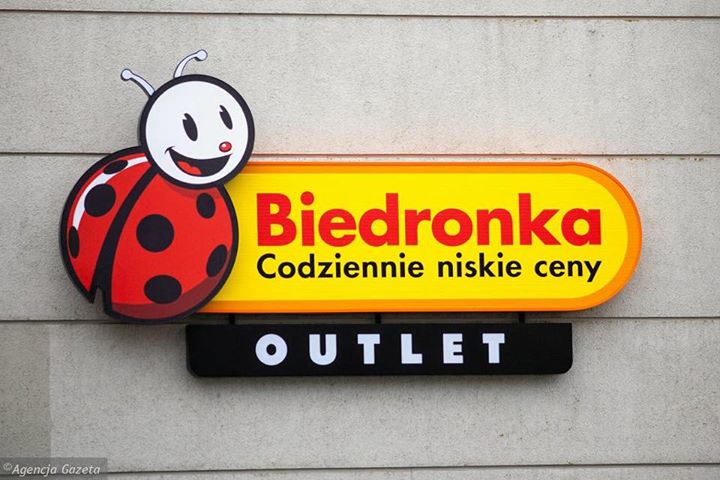 Biedronka
Codziennie niskie ceny
OUTLET
©Agencja Gazeta